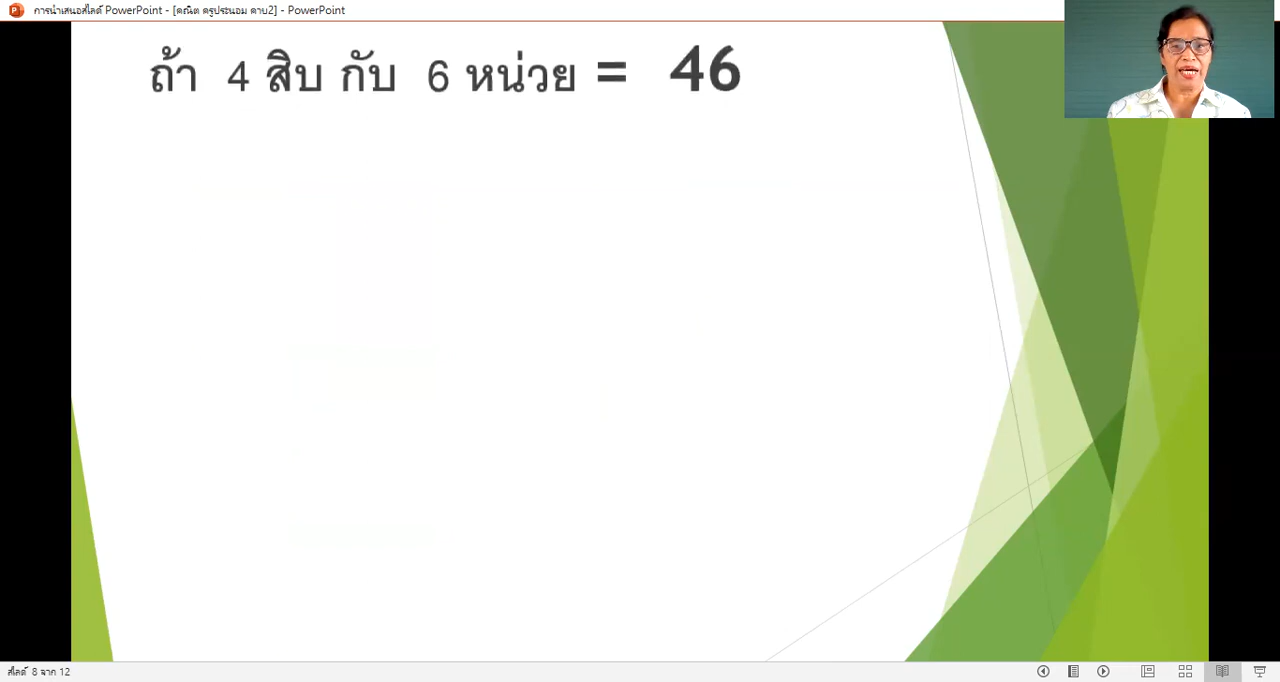 การนำเสนอสไลด์ PowerPoint - [คณิต ครูประนอม คาบ2] - PowerPoint
ถ้า 4 สิบ กับ 6 หน่วย = 46
สไลด์ 8 จาก 12